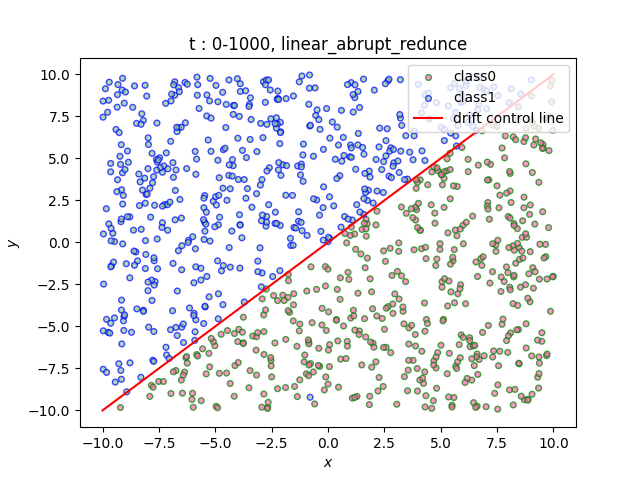 t : 0-1000, linear_abrupt_redunce
class0
class1
drift control line
10.0
7.5
5.0
2.5
0.0
−2.5
−5.0
−7.5
−10.0
y
−10.0 −7.5 −5.0 −2.5 0.0 2.5 5.0 7.5 10.0
x